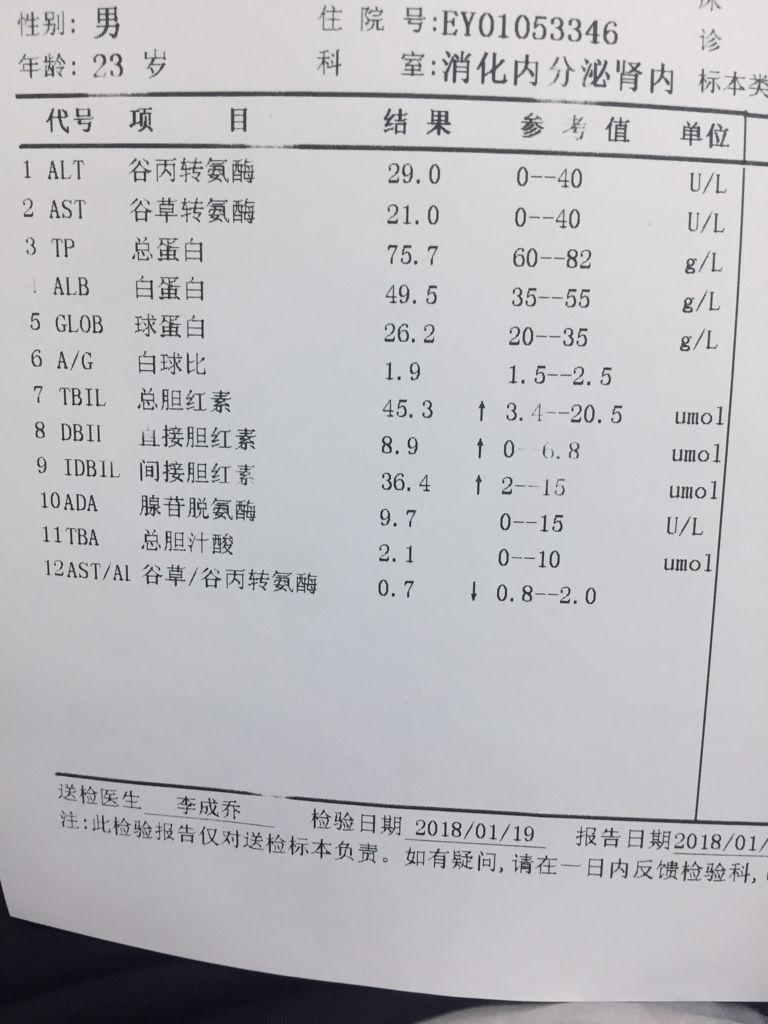 性别: 男 住 院 号:EY01053346
年龄: 23 岁 科 室:消化内分泌肾内 标本类
诊
代号 项 目 结 果 参 考 值 单位
1 ALT 谷丙转氨酶 29.0 0--40 U/L
2 AST 谷草转氨酶 21.0 0--40 U/L
3 TP 总蛋白 75.7 60--82 g/L
4 ALB 白蛋白 49.5 35--55 g/L
5 GLOB 球蛋白 26.2 20--35 g/L
6 A/G 白球比 1.9 1.5--2.5
7 TBIL 总胆红素 45.3 ↑ 3.4--20.5 umol
8 DBIL 直接胆红素 8.9 ↑ 0--6.8 umol
9 IDBIL 间接胆红素 36.4 ↑ 2--15 umol
10 ADA 腺苷脱氨酶 9.7 0--15 U/L
11 TBA 总胆汁酸 2.1 0--10 umol
12 AST/AL 谷草/谷丙转氨酶 0.7 ↓ 0.8--2.0
送检医生 李成乔 检验日期 2018/01/19 报告日期 2018/01/
注:此检验报告仅对送检标本负责。如有疑问,请在一日内反馈检验科,